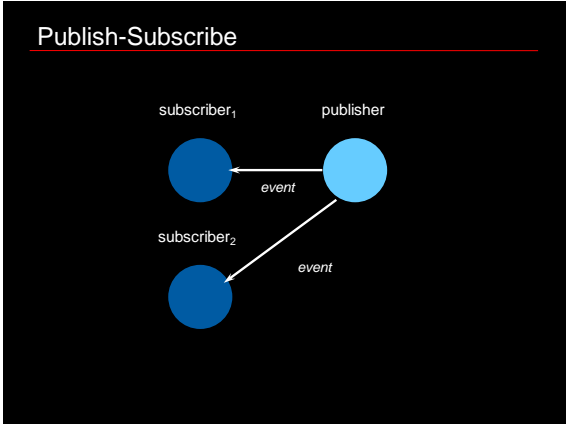 Publish-Subscribe
subscriber₁ publisher
event
subscriber₂
event